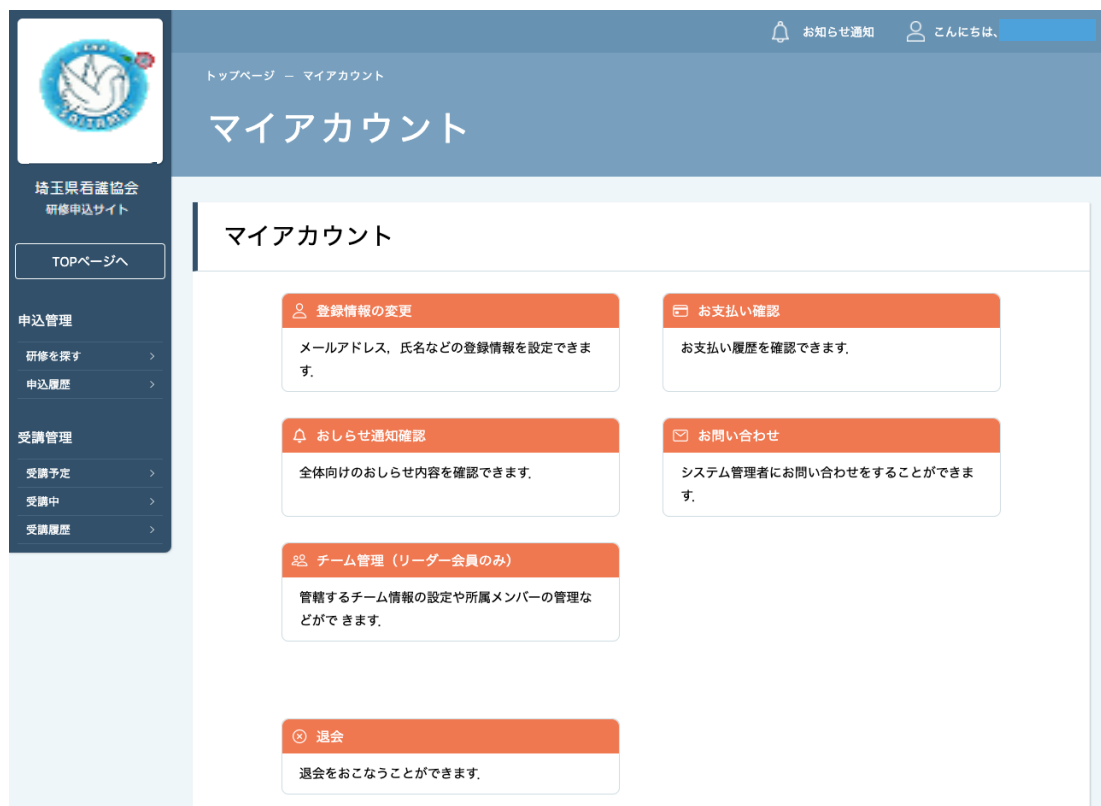 お知らせ通知
こんにちは、
トップページ － マイアカウント
マイアカウント
SAITAMA
埼玉県看護協会
研修申込サイト
TOPページへ
申込管理
研修を探す
申込履歴
受講管理
受講予定
受講中
受講履歴
マイアカウント
登録情報の変更
メールアドレス，氏名などの登録情報を設定できま
す．
お支払い確認
お支払い履歴を確認できます．
おしらせ通知確認
全体向けのおしらせ内容を確認できます．
お問い合わせ
システム管理者にお問い合わせをすることができま
す．
チーム管理（リーダー会員のみ）
管轄するチーム情報の設定や所属メンバーの管理な
どがで きます．
退会
退会をおこなうことができます．